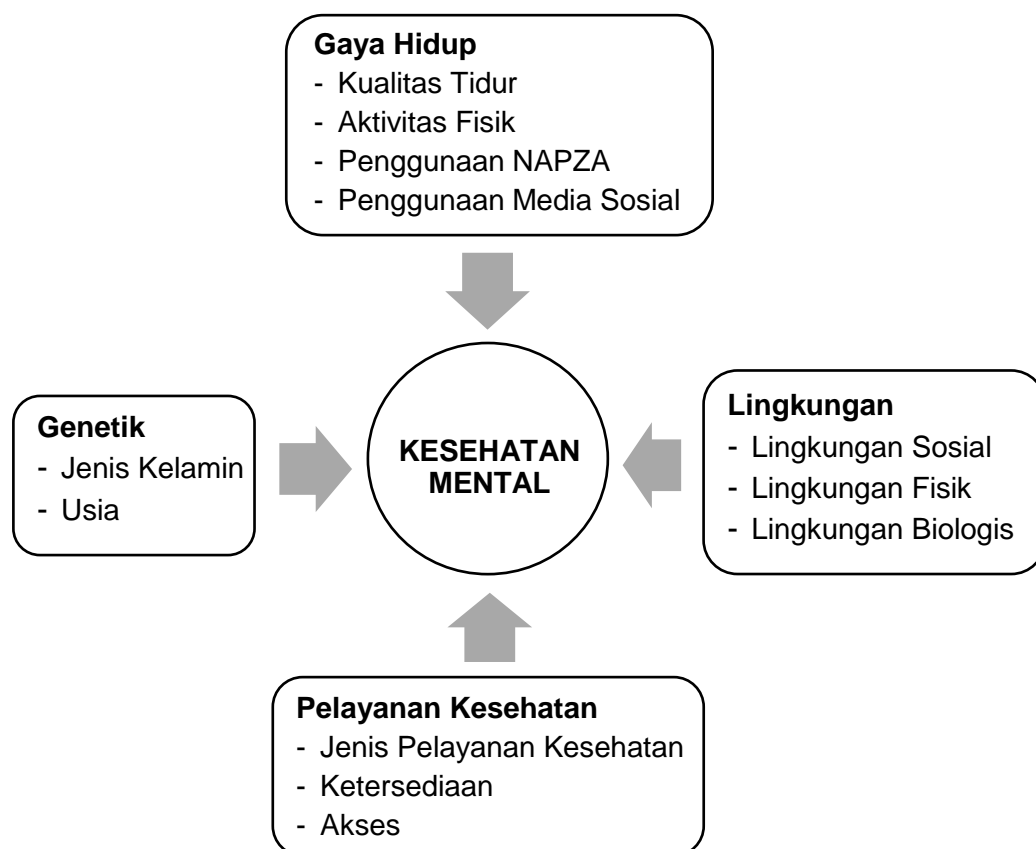 Gaya Hidup
- Kualitas Tidur
- Aktivitas Fisik
- Penggunaan NAPZA
- Penggunaan Media Sosial
Genetik
- Jenis Kelamin
- Usia
KESEHATAN
MENTAL
Lingkungan
- Lingkungan Sosial
- Lingkungan Fisik
- Lingkungan Biologis
Pelayanan Kesehatan
- Jenis Pelayanan Kesehatan
- Ketersediaan
- Akses